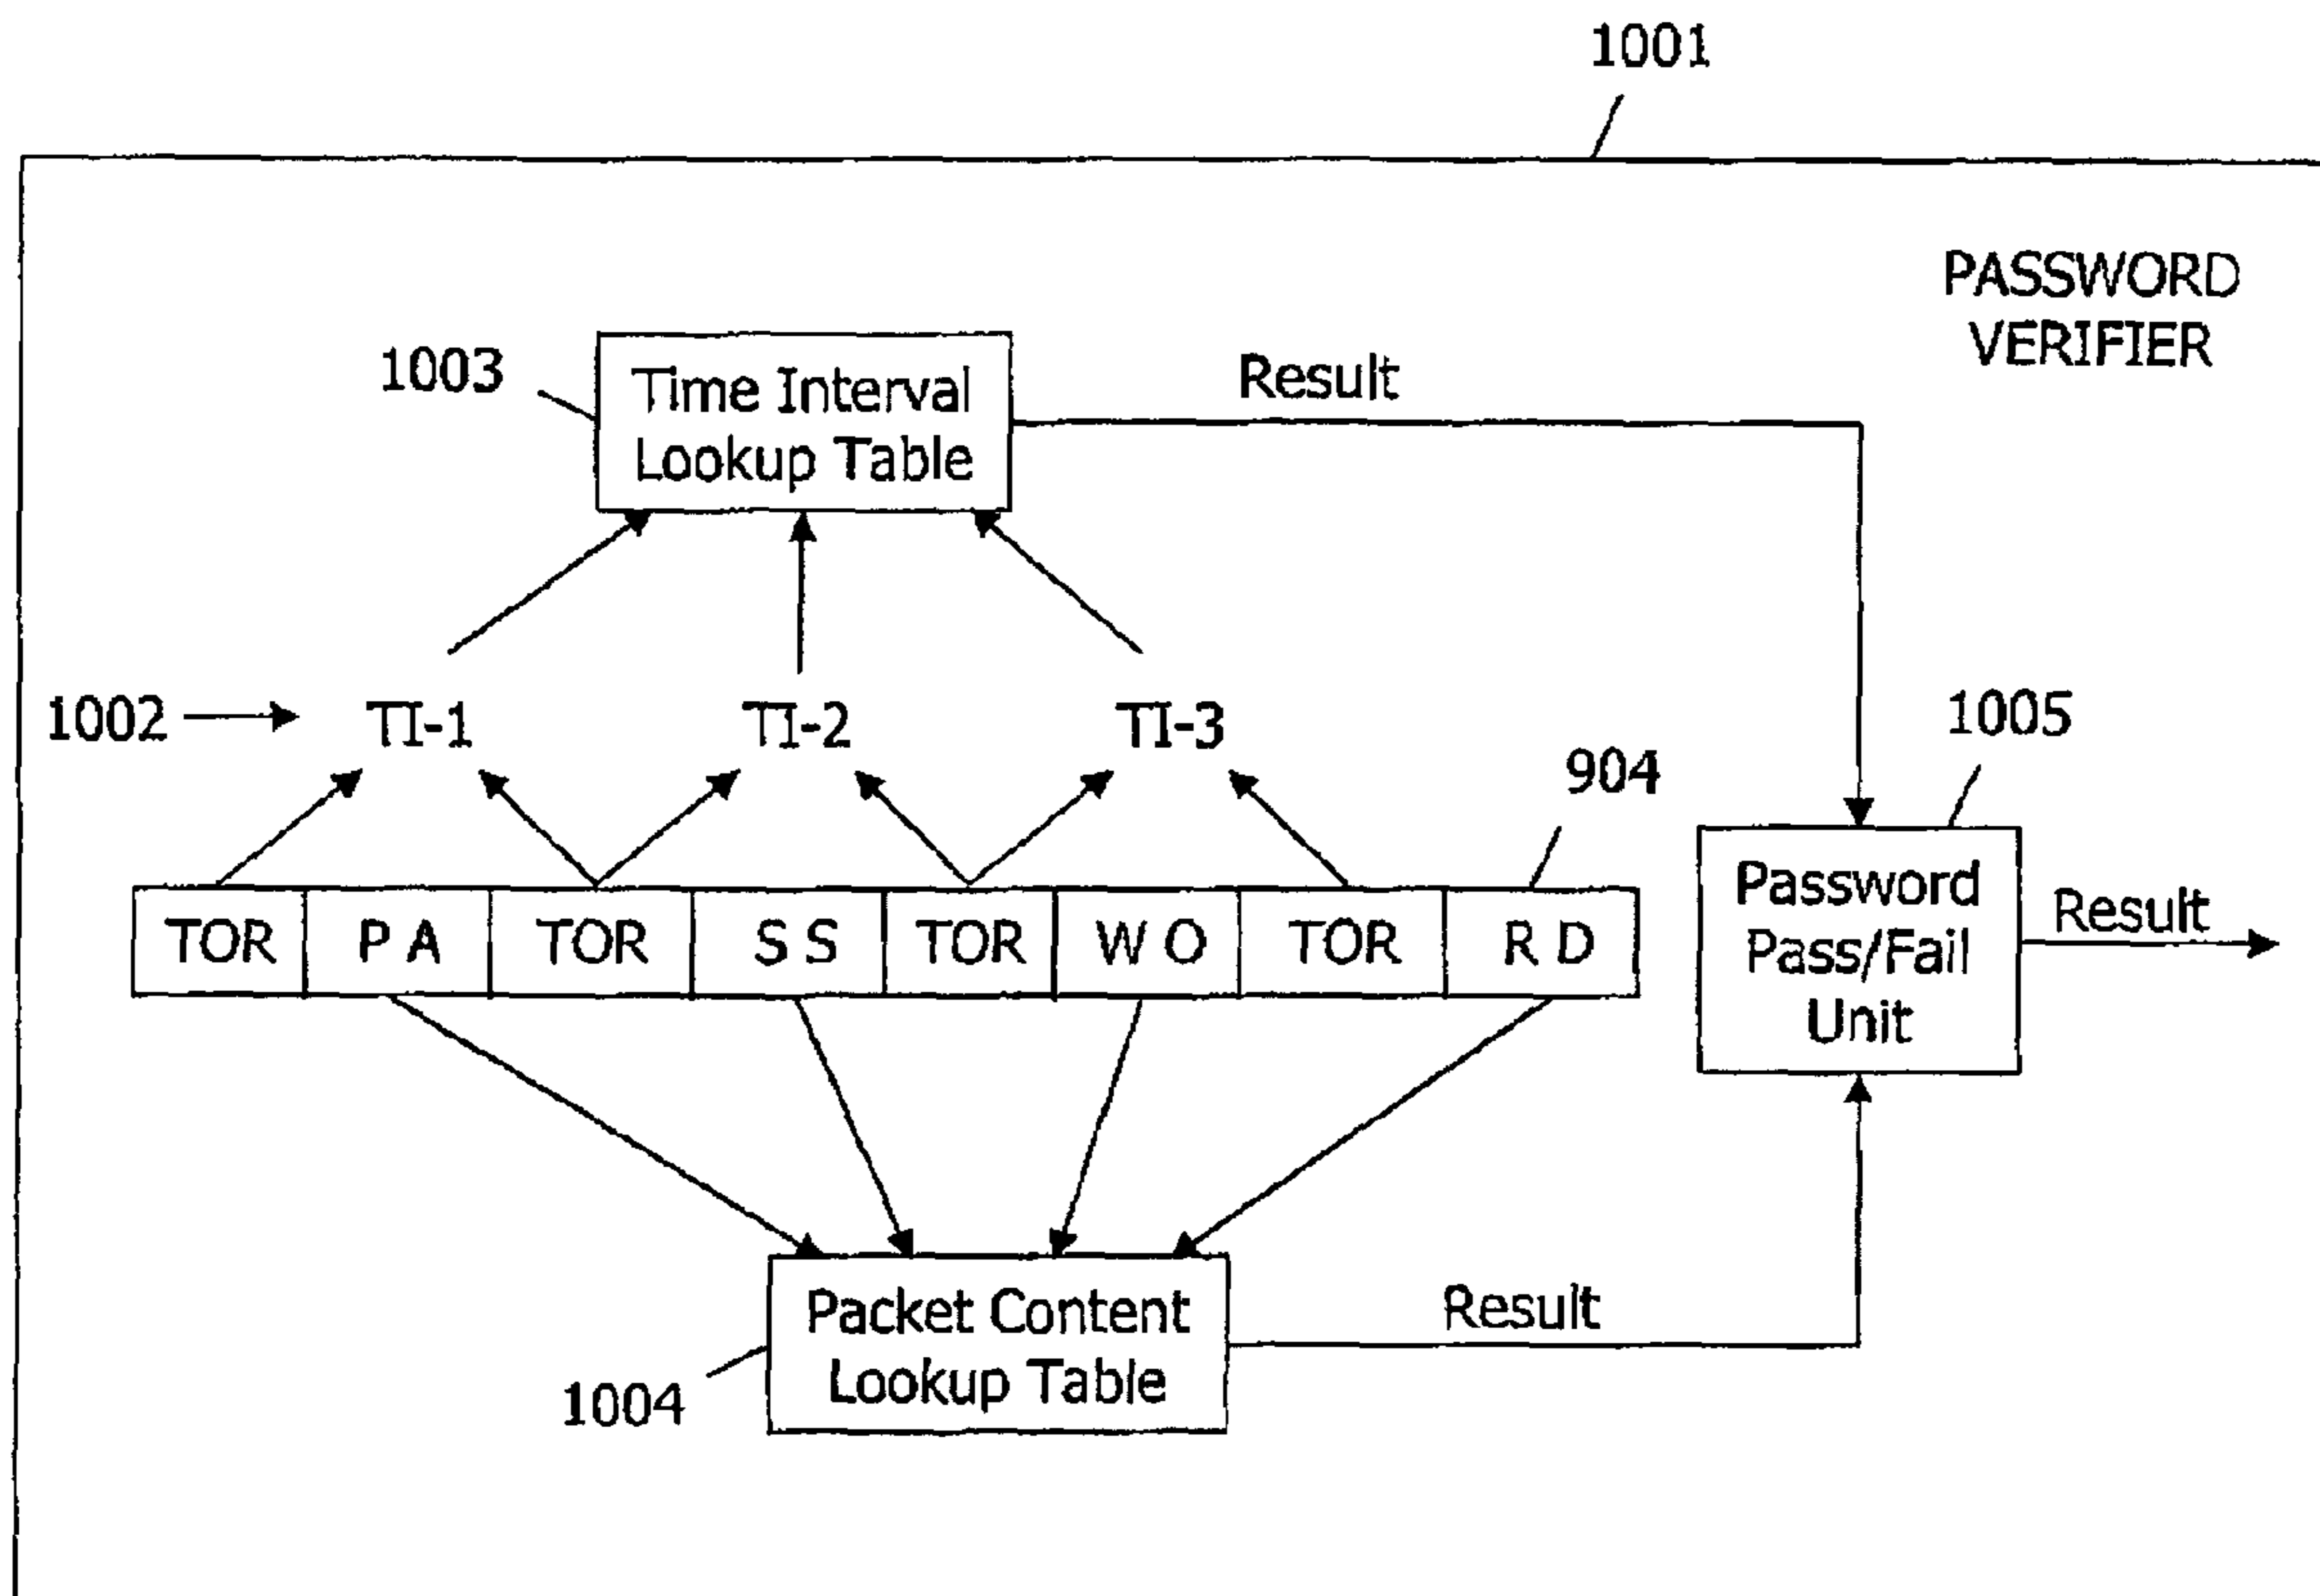 1001
PASSWORD
VERIFIER
1003
Time Interval
Lookup Table
Result
1002
TI-1
TI-2
TI-3
1005
904
TOR
P A
TOR
S S
TOR
W O
TOR
R D
Password
Pass/Fail
Unit
Result
Packet Content
Lookup Table
Result
1004